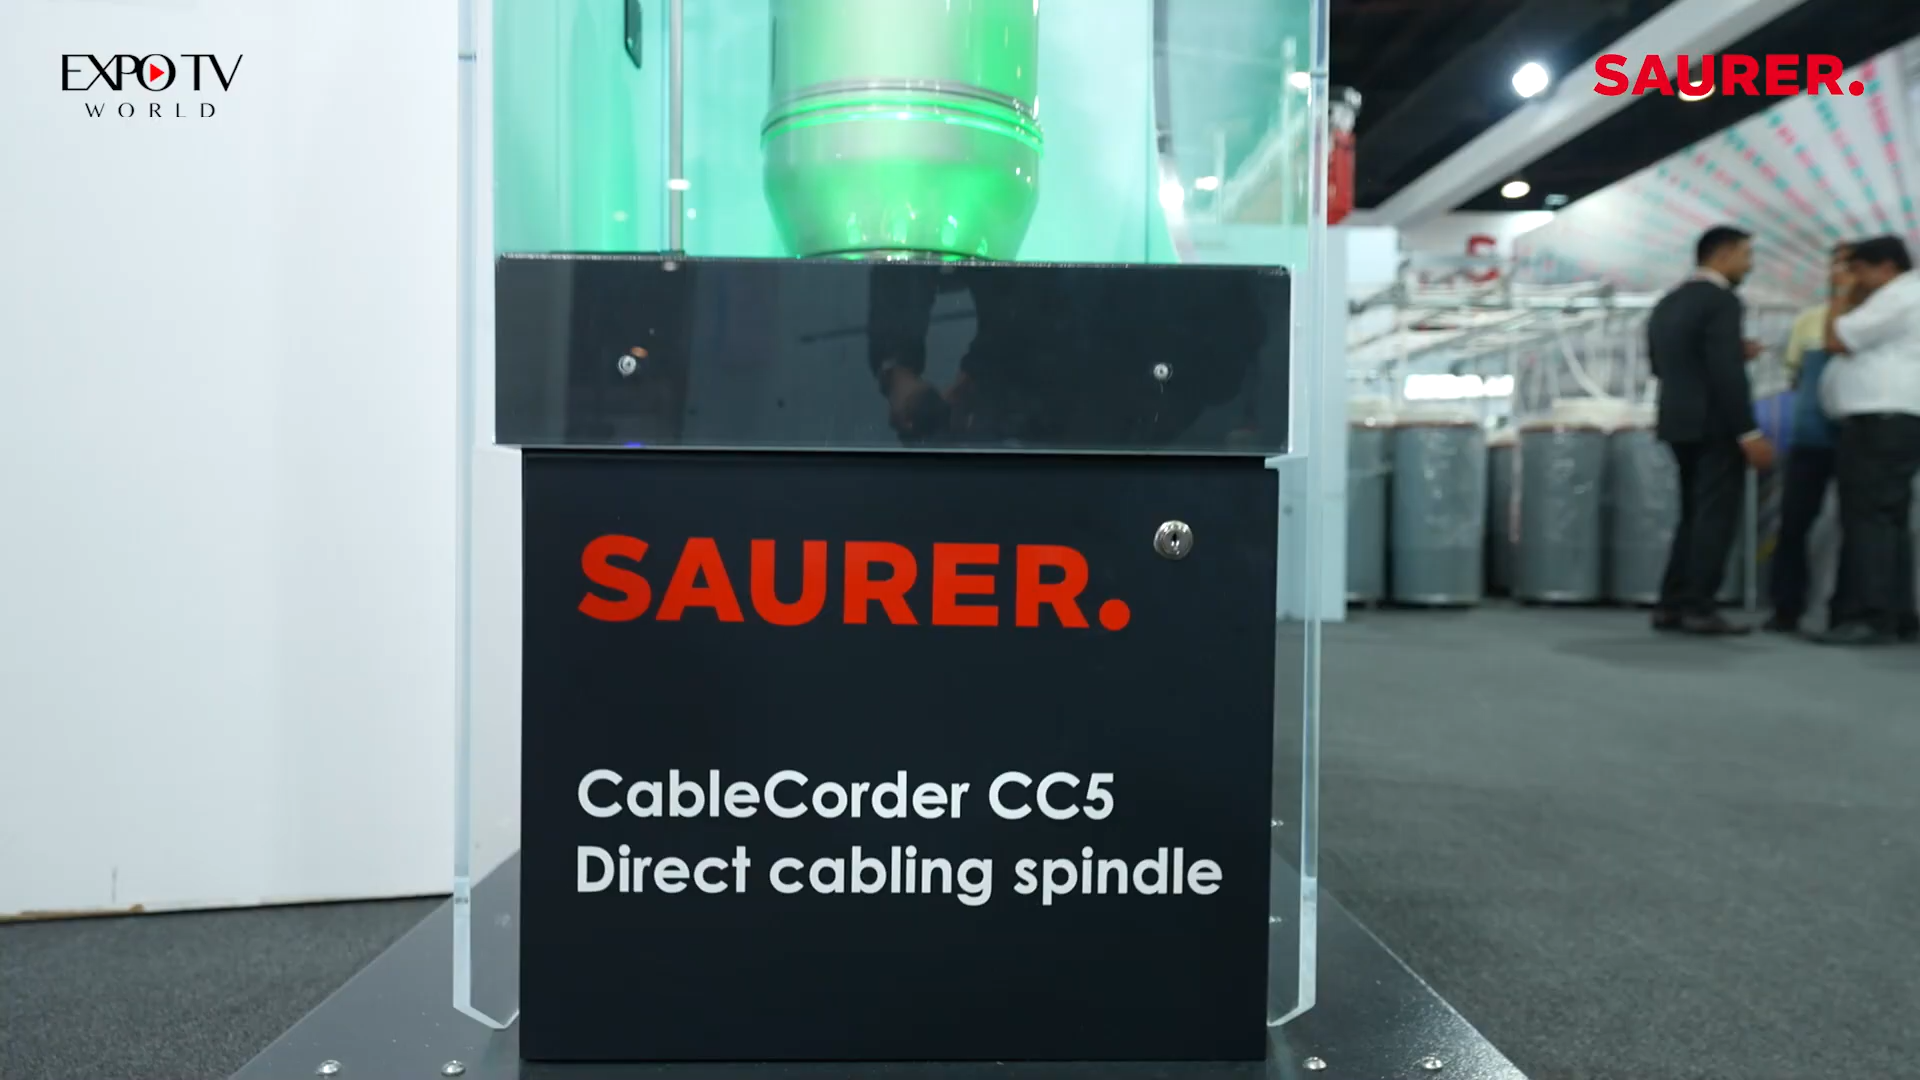 EXPO TV
WORLD
SAURER.
SAURER.
CableCorder CC5
Direct cabling spindle